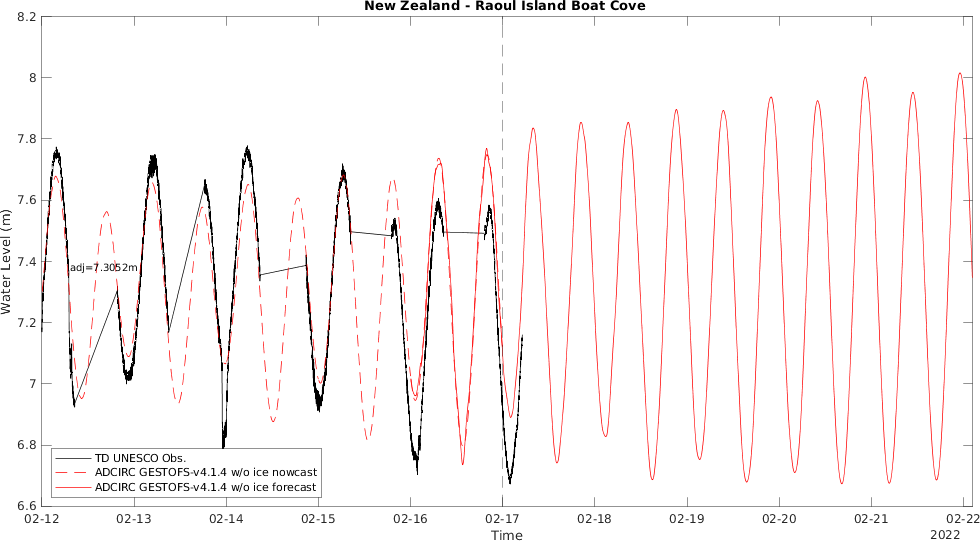 New Zealand - Raoul Island Boat Cove
8.2
8
7.8
7.6
7.4
7.2
7
6.8
6.6
Water Level (m)
adj=7.3052m
TD UNESCO Obs.
ADCIRC GESTOFS-v4.1.4 w/o ice nowcast
ADCIRC GESTOFS-v4.1.4 w/o ice forecast
02-12 02-13 02-14 02-15 02-16 02-17 02-18 02-19 02-20 02-21 02-22
Time
2022